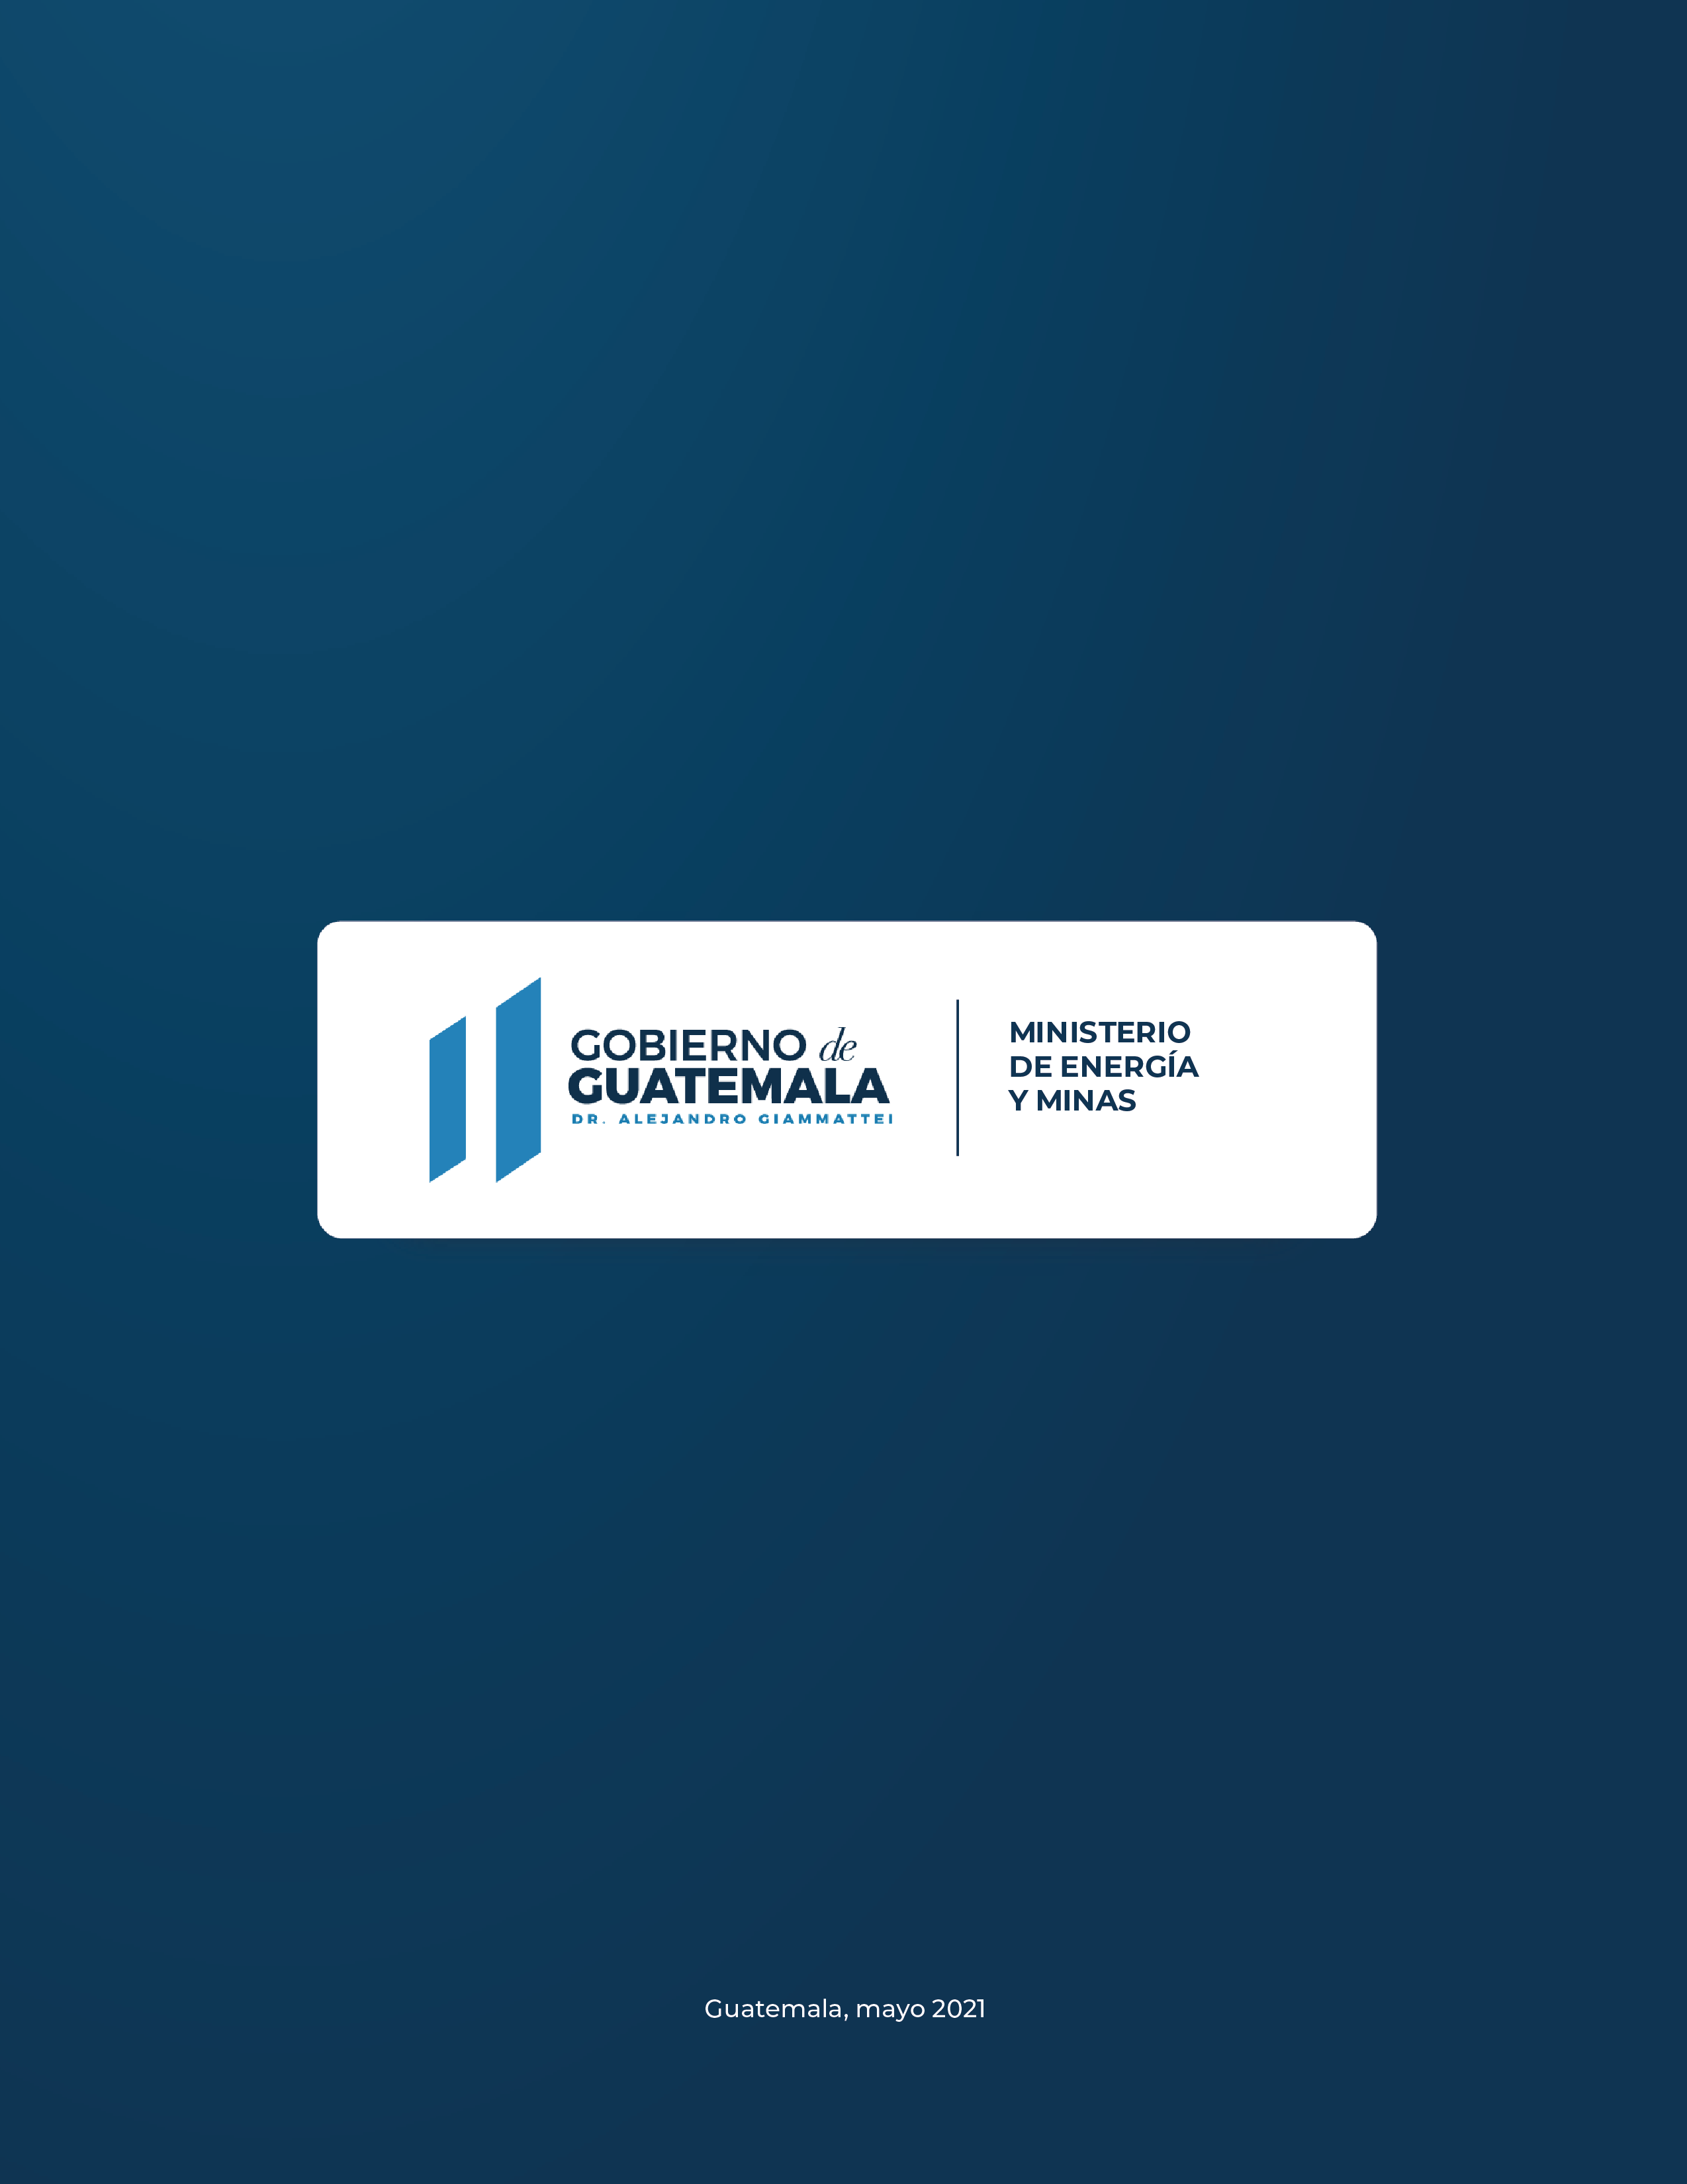 GOBIERNO de
GUATEMALA
DR. ALEJANDRO GIAMMATTEI
MINISTERIO
DE ENERGÍA
Y MINAS
Guatemala, mayo 2021